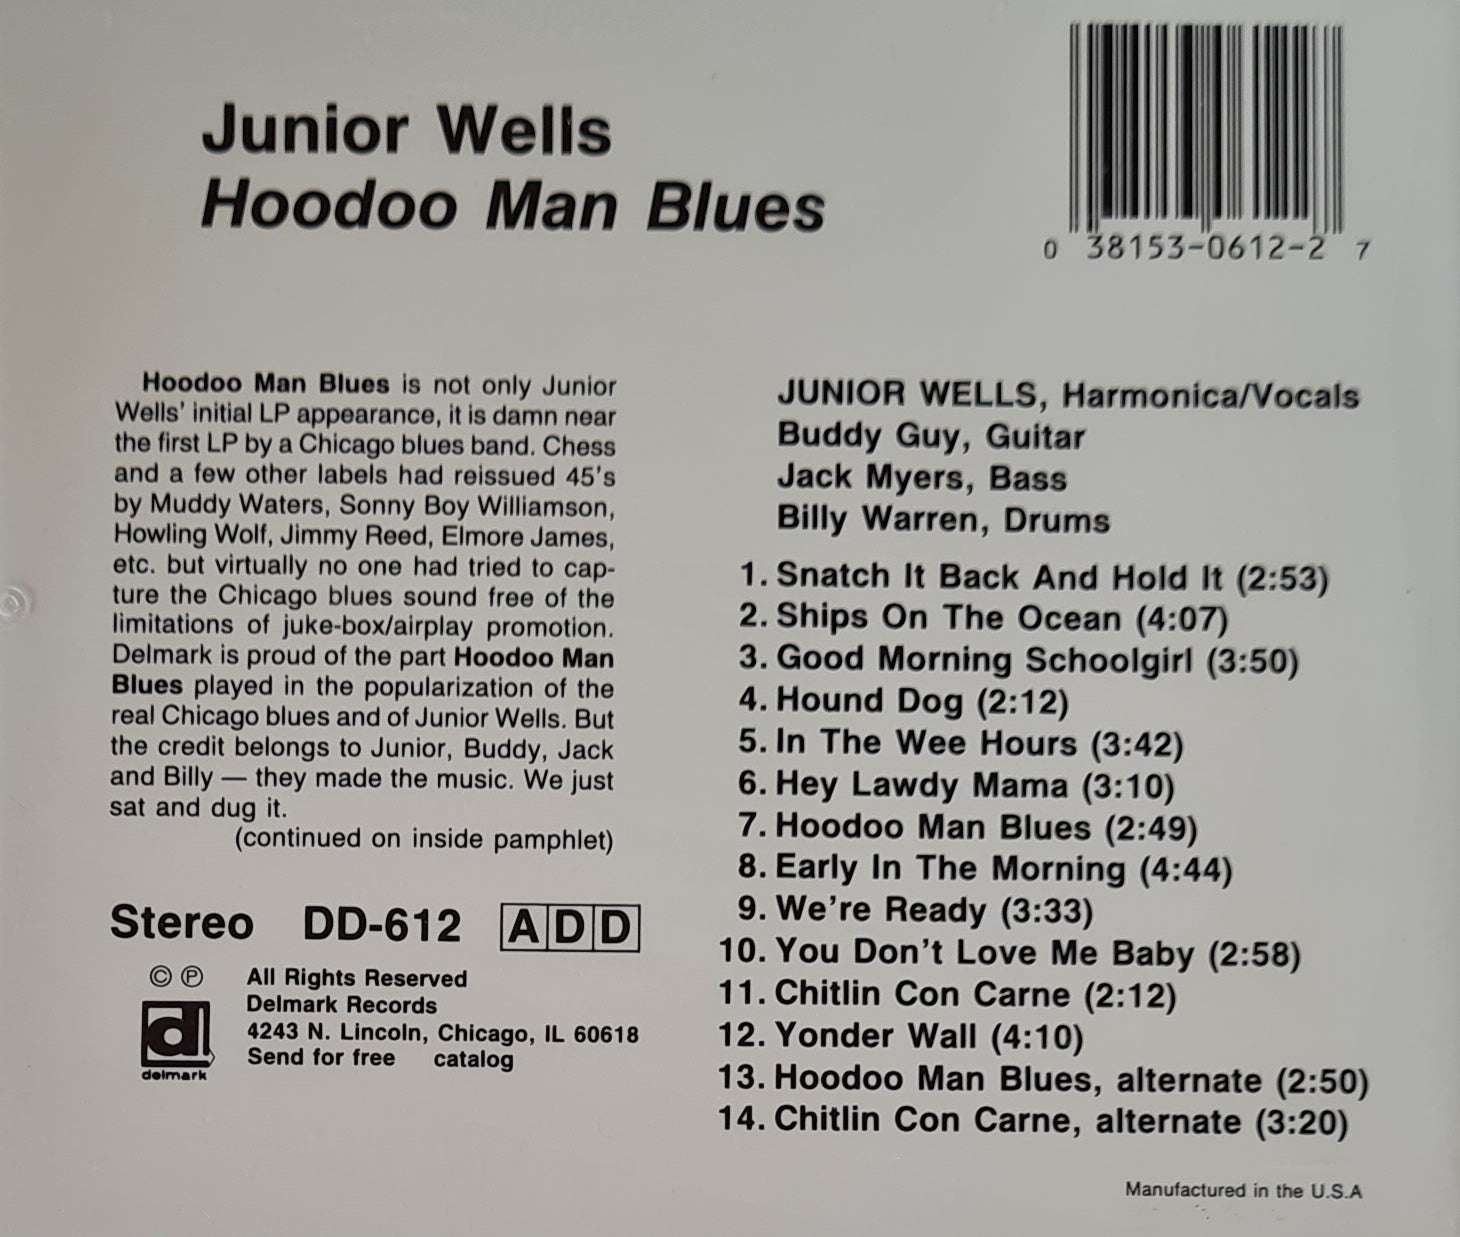 Junior Wells
Hoodoo Man Blues
0 38153-0612-2 7
Hoodoo Man Blues is not only Junior
Wells' initial LP appearance, it is damn near
the first LP by a Chicago blues band. Chess
and a few other labels had reissued 45's
by Muddy Waters, Sonny Boy Williamson,
Howling Wolf, Jimmy Reed, Elmore James,
etc. but virtually no one had tried to cap-
ture the Chicago blues sound free of the
limitations of juke-box/airplay promotion.
Delmark is proud of the part Hoodoo Man
Blues played in the popularization of the
real Chicago blues and of Junior Wells. But
the credit belongs to Junior, Buddy, Jack
and Billy — they made the music. We just
sat and dug it.
(continued on inside pamphlet)
Stereo DD-612 ADD
© ℗ All Rights Reserved
Delmark Records
4243 N. Lincoln, Chicago, IL 60618
Send for free catalog
d
delmark
JUNIOR WELLS, Harmonica/Vocals
Buddy Guy, Guitar
Jack Myers, Bass
Billy Warren, Drums
1. Snatch It Back And Hold It (2:53)
2. Ships On The Ocean (4:07)
3. Good Morning Schoolgirl (3:50)
4. Hound Dog (2:12)
5. In The Wee Hours (3:42)
6. Hey Lawdy Mama (3:10)
7. Hoodoo Man Blues (2:49)
8. Early In The Morning (4:44)
9. We're Ready (3:33)
10. You Don't Love Me Baby (2:58)
11. Chitlin Con Carne (2:12)
12. Yonder Wall (4:10)
13. Hoodoo Man Blues, alternate (2:50)
14. Chitlin Con Carne, alternate (3:20)
Manufactured in the U.S.A